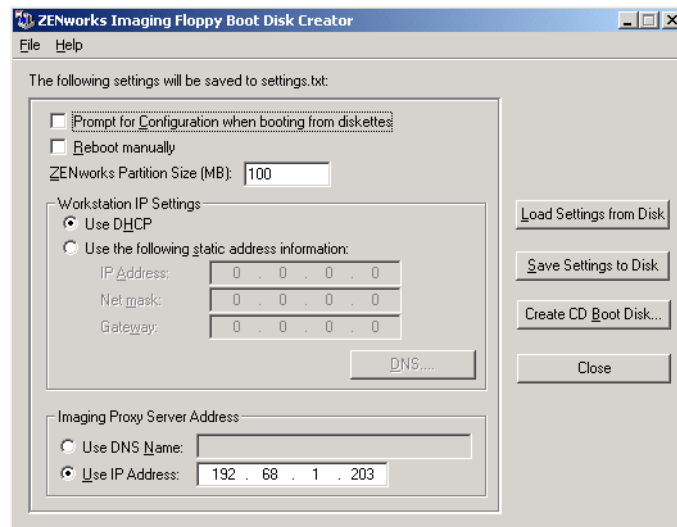 ZENworks Imaging Floppy Boot Disk Creator
File Help
The following settings will be saved to settings.txt:
Prompt for Configuration when booting from diskettes
Reboot manually
ZENworks Partition Size (MB): 100
Workstation IP Settings
Use DHCP
Use the following static address information:
IP Address: 0 . 0 . 0 . 0
Net mask: 0 . 0 . 0 . 0
Gateway: 0 . 0 . 0 . 0
DNS....
Imaging Proxy Server Address
Use DNS Name:
Use IP Address: 192 . 68 . 1 . 203
Load Settings from Disk
Save Settings to Disk
Create CD Boot Disk...
Close